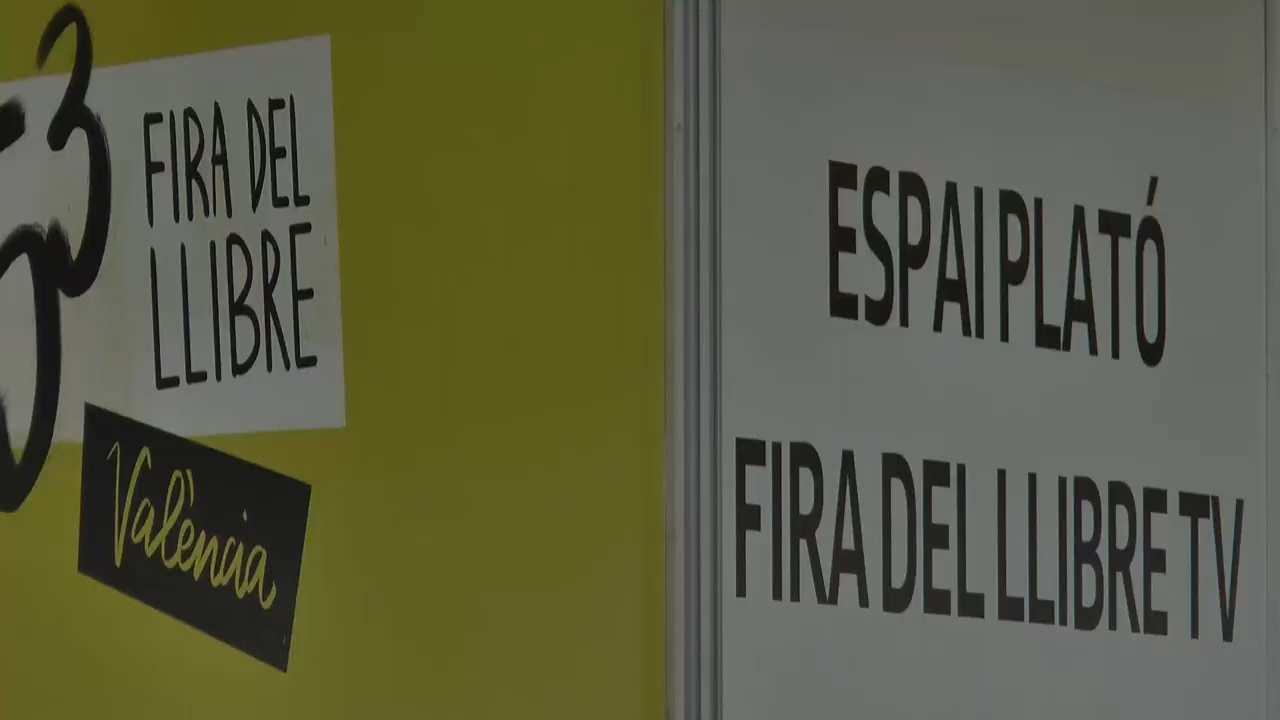 53
FIRA DEL
LLIBRE
València
ESPAI PLATÓ
FIRA DEL LLIBRE TV